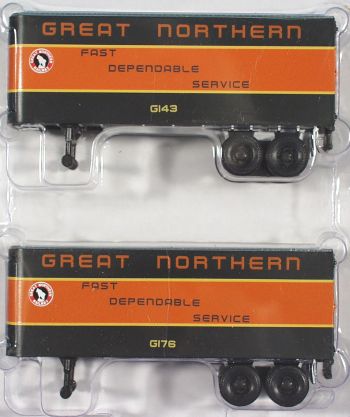 GREAT NORTHERN
FAST
DEPENDABLE
SERVICE
G143
GREAT NORTHERN
FAST
DEPENDABLE
SERVICE
G176